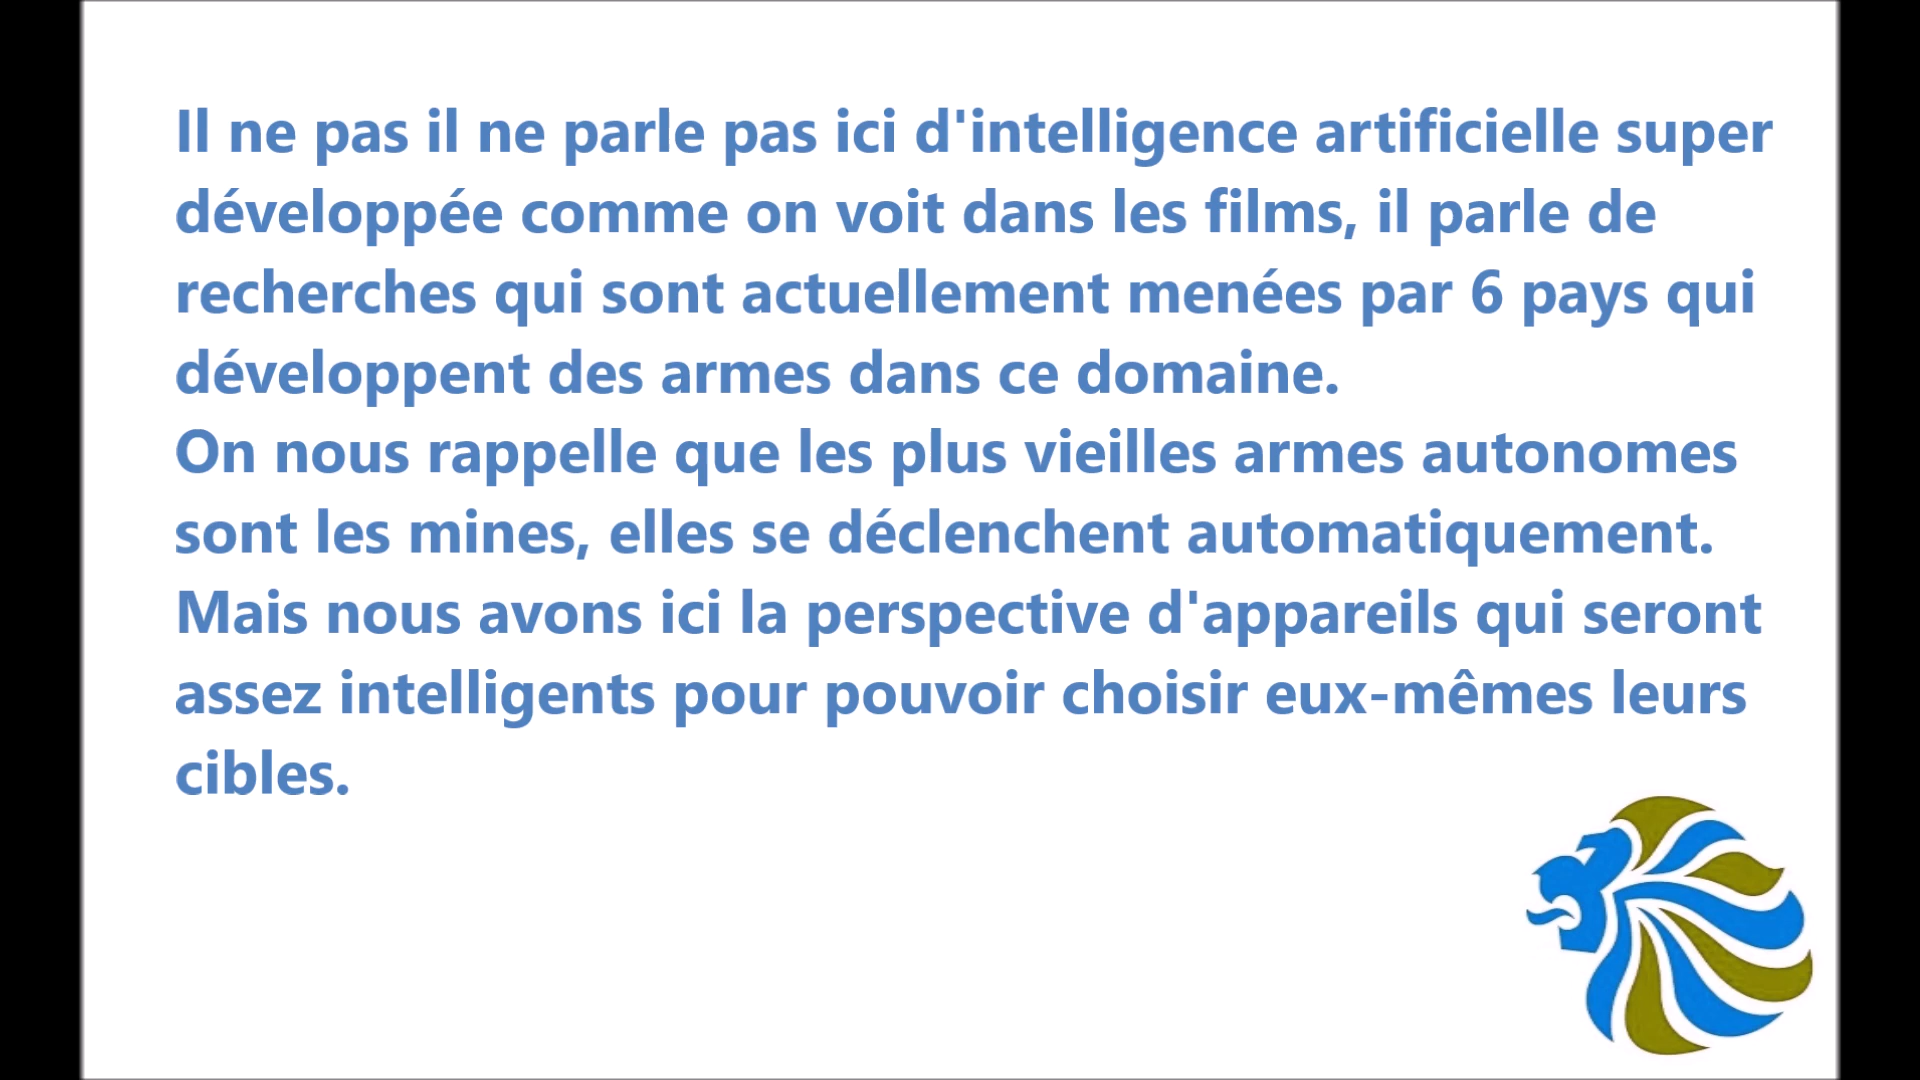 Il ne pas il ne parle pas ici d'intelligence artificielle super
développée comme on voit dans les films, il parle de
recherches qui sont actuellement menées par 6 pays qui
développent des armes dans ce domaine.
On nous rappelle que les plus vieilles armes autonomes
sont les mines, elles se déclenchent automatiquement.
Mais nous avons ici la perspective d'appareils qui seront
assez intelligents pour pouvoir choisir eux-mêmes leurs
cibles.